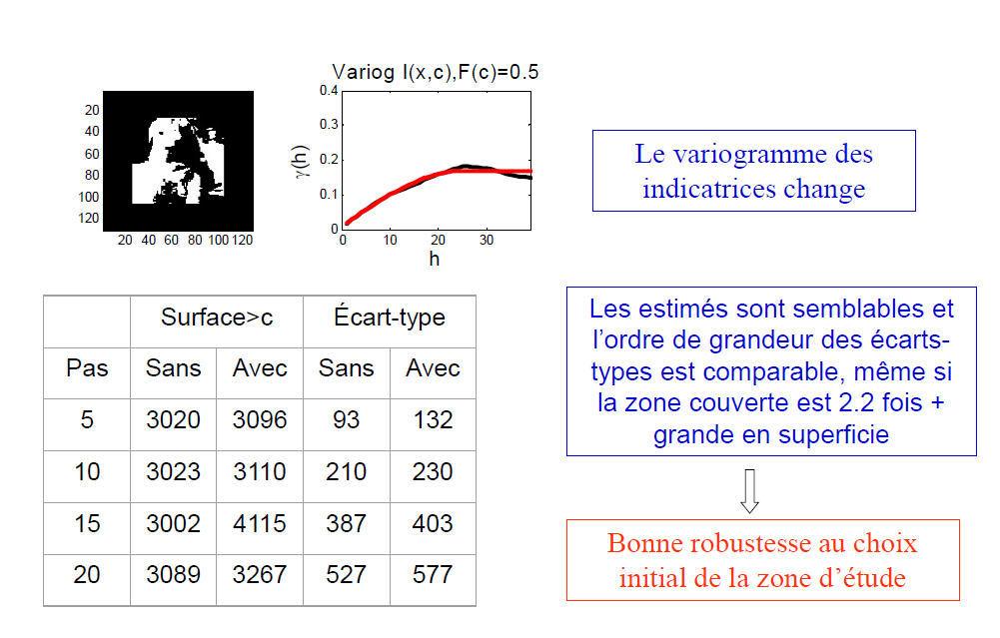 Variog I(x,c),F(c)=0.5
20
40
60
80
100
120
20 40 60 80 100 120
0.4
0.3
0.2
0.1
0
γ(h)
0 10 20 30
h
Le variogramme des
indicatrices change
Surface>c Écart-type
Pas Sans Avec Sans Avec
5 3020 3096 93 132
10 3023 3110 210 230
15 3002 4115 387 403
20 3089 3267 527 577
Les estimés sont semblables et
l’ordre de grandeur des écarts-
types est comparable, même si
la zone couverte est 2.2 fois +
grande en superficie
Bonne robustesse au choix
initial de la zone d’étude